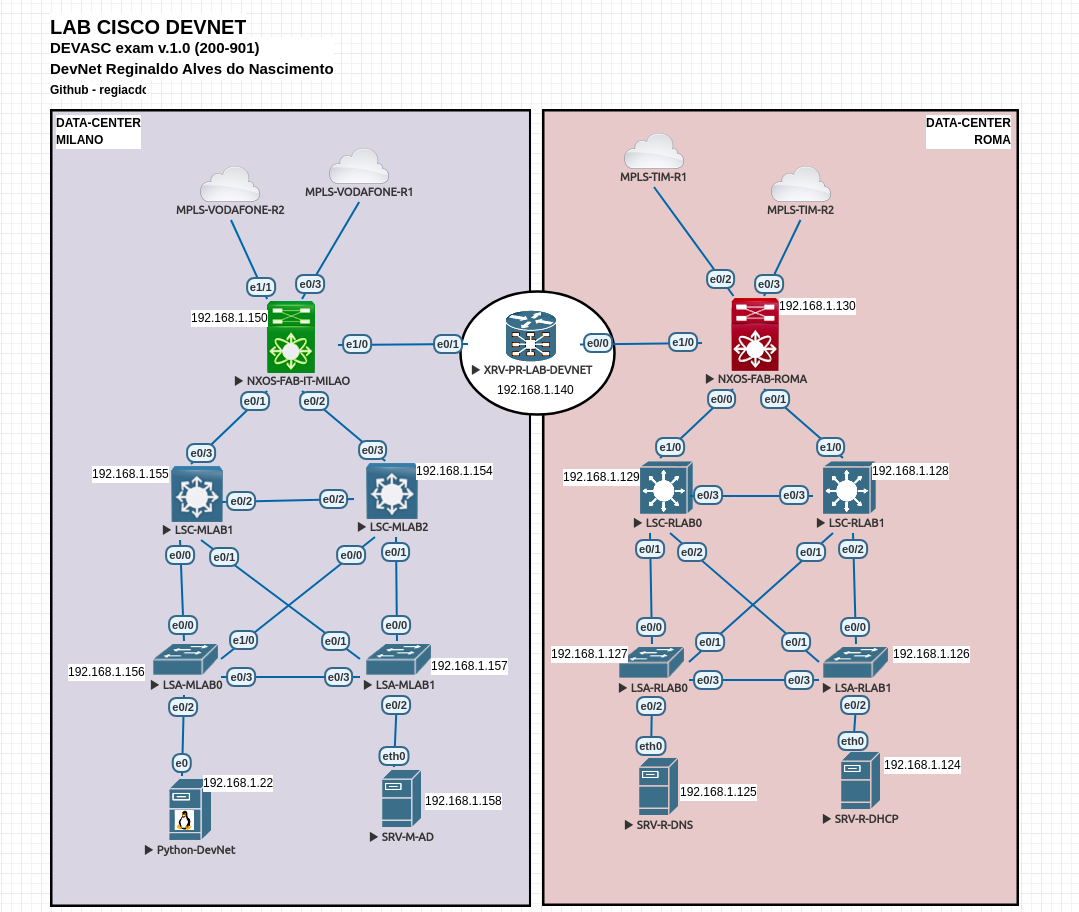 LAB CISCO DEVNET
DEVASC exam v.1.0 (200-901)
DevNet Reginaldo Alves do Nascimento
Github - regiacdc
DATA-CENTER
MILANO
DATA-CENTER
ROMA
MPLS-VODAFONE-R2
MPLS-VODAFONE-R1
MPLS-TIM-R1
MPLS-TIM-R2
e1/1
e0/3
e0/2
e0/3
192.168.1.150
192.168.1.130
e1/0
e0/1
e0/0
e1/0
XRV-PR-LAB-DEVNET
192.168.1.140
NXOS-FAB-IT-MILAO
NXOS-FAB-ROMA
e0/1
e0/2
e0/0
e0/1
e0/3
e0/3
e1/0
e1/0
192.168.1.155
192.168.1.154
192.168.1.129
192.168.1.128
e0/2
e0/2
e0/3
e0/3
LSC-MLAB1
LSC-MLAB2
LSC-RLAB0
LSC-RLAB1
e0/0
e0/1
e0/0
e0/1
e0/1
e0/2
e0/1
e0/2
e0/0
e1/0
e0/1
e0/0
e0/0
e0/1
e0/1
e0/0
192.168.1.156
192.168.1.157
192.168.1.127
192.168.1.126
e0/3
e0/3
e0/3
e0/3
LSA-MLAB0
LSA-MLAB1
LSA-RLAB0
LSA-RLAB1
e0/2
e0/2
e0/2
e0/2
e0
eth0
eth0
eth0
192.168.1.22
192.168.1.158
192.168.1.125
192.168.1.124
Python-DevNet
SRV-M-AD
SRV-R-DNS
SRV-R-DHCP